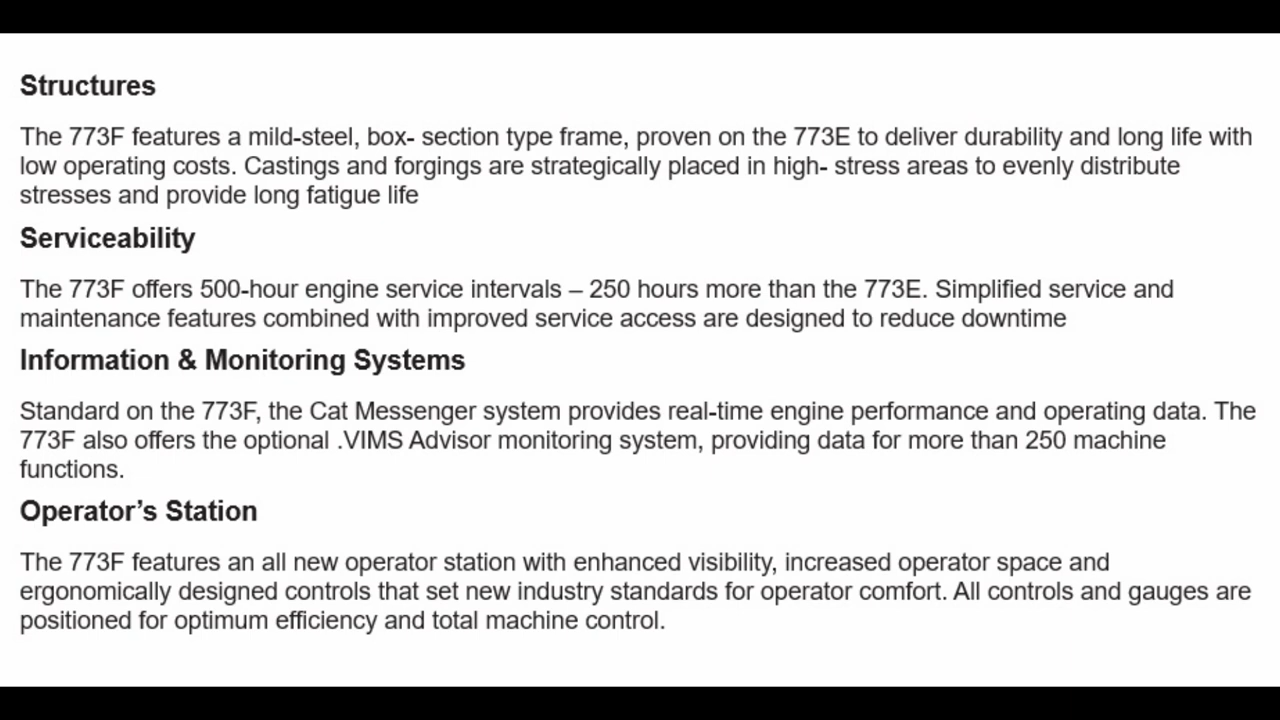 Structures
The 773F features a mild-steel, box- section type frame, proven on the 773E to deliver durability and long life with
low operating costs. Castings and forgings are strategically placed in high- stress areas to evenly distribute
stresses and provide long fatigue life
Serviceability
The 773F offers 500-hour engine service intervals – 250 hours more than the 773E. Simplified service and
maintenance features combined with improved service access are designed to reduce downtime
Information & Monitoring Systems
Standard on the 773F, the Cat Messenger system provides real-time engine performance and operating data. The
773F also offers the optional .VIMS Advisor monitoring system, providing data for more than 250 machine
functions.
Operator’s Station
The 773F features an all new operator station with enhanced visibility, increased operator space and
ergonomically designed controls that set new industry standards for operator comfort. All controls and gauges are
positioned for optimum efficiency and total machine control.